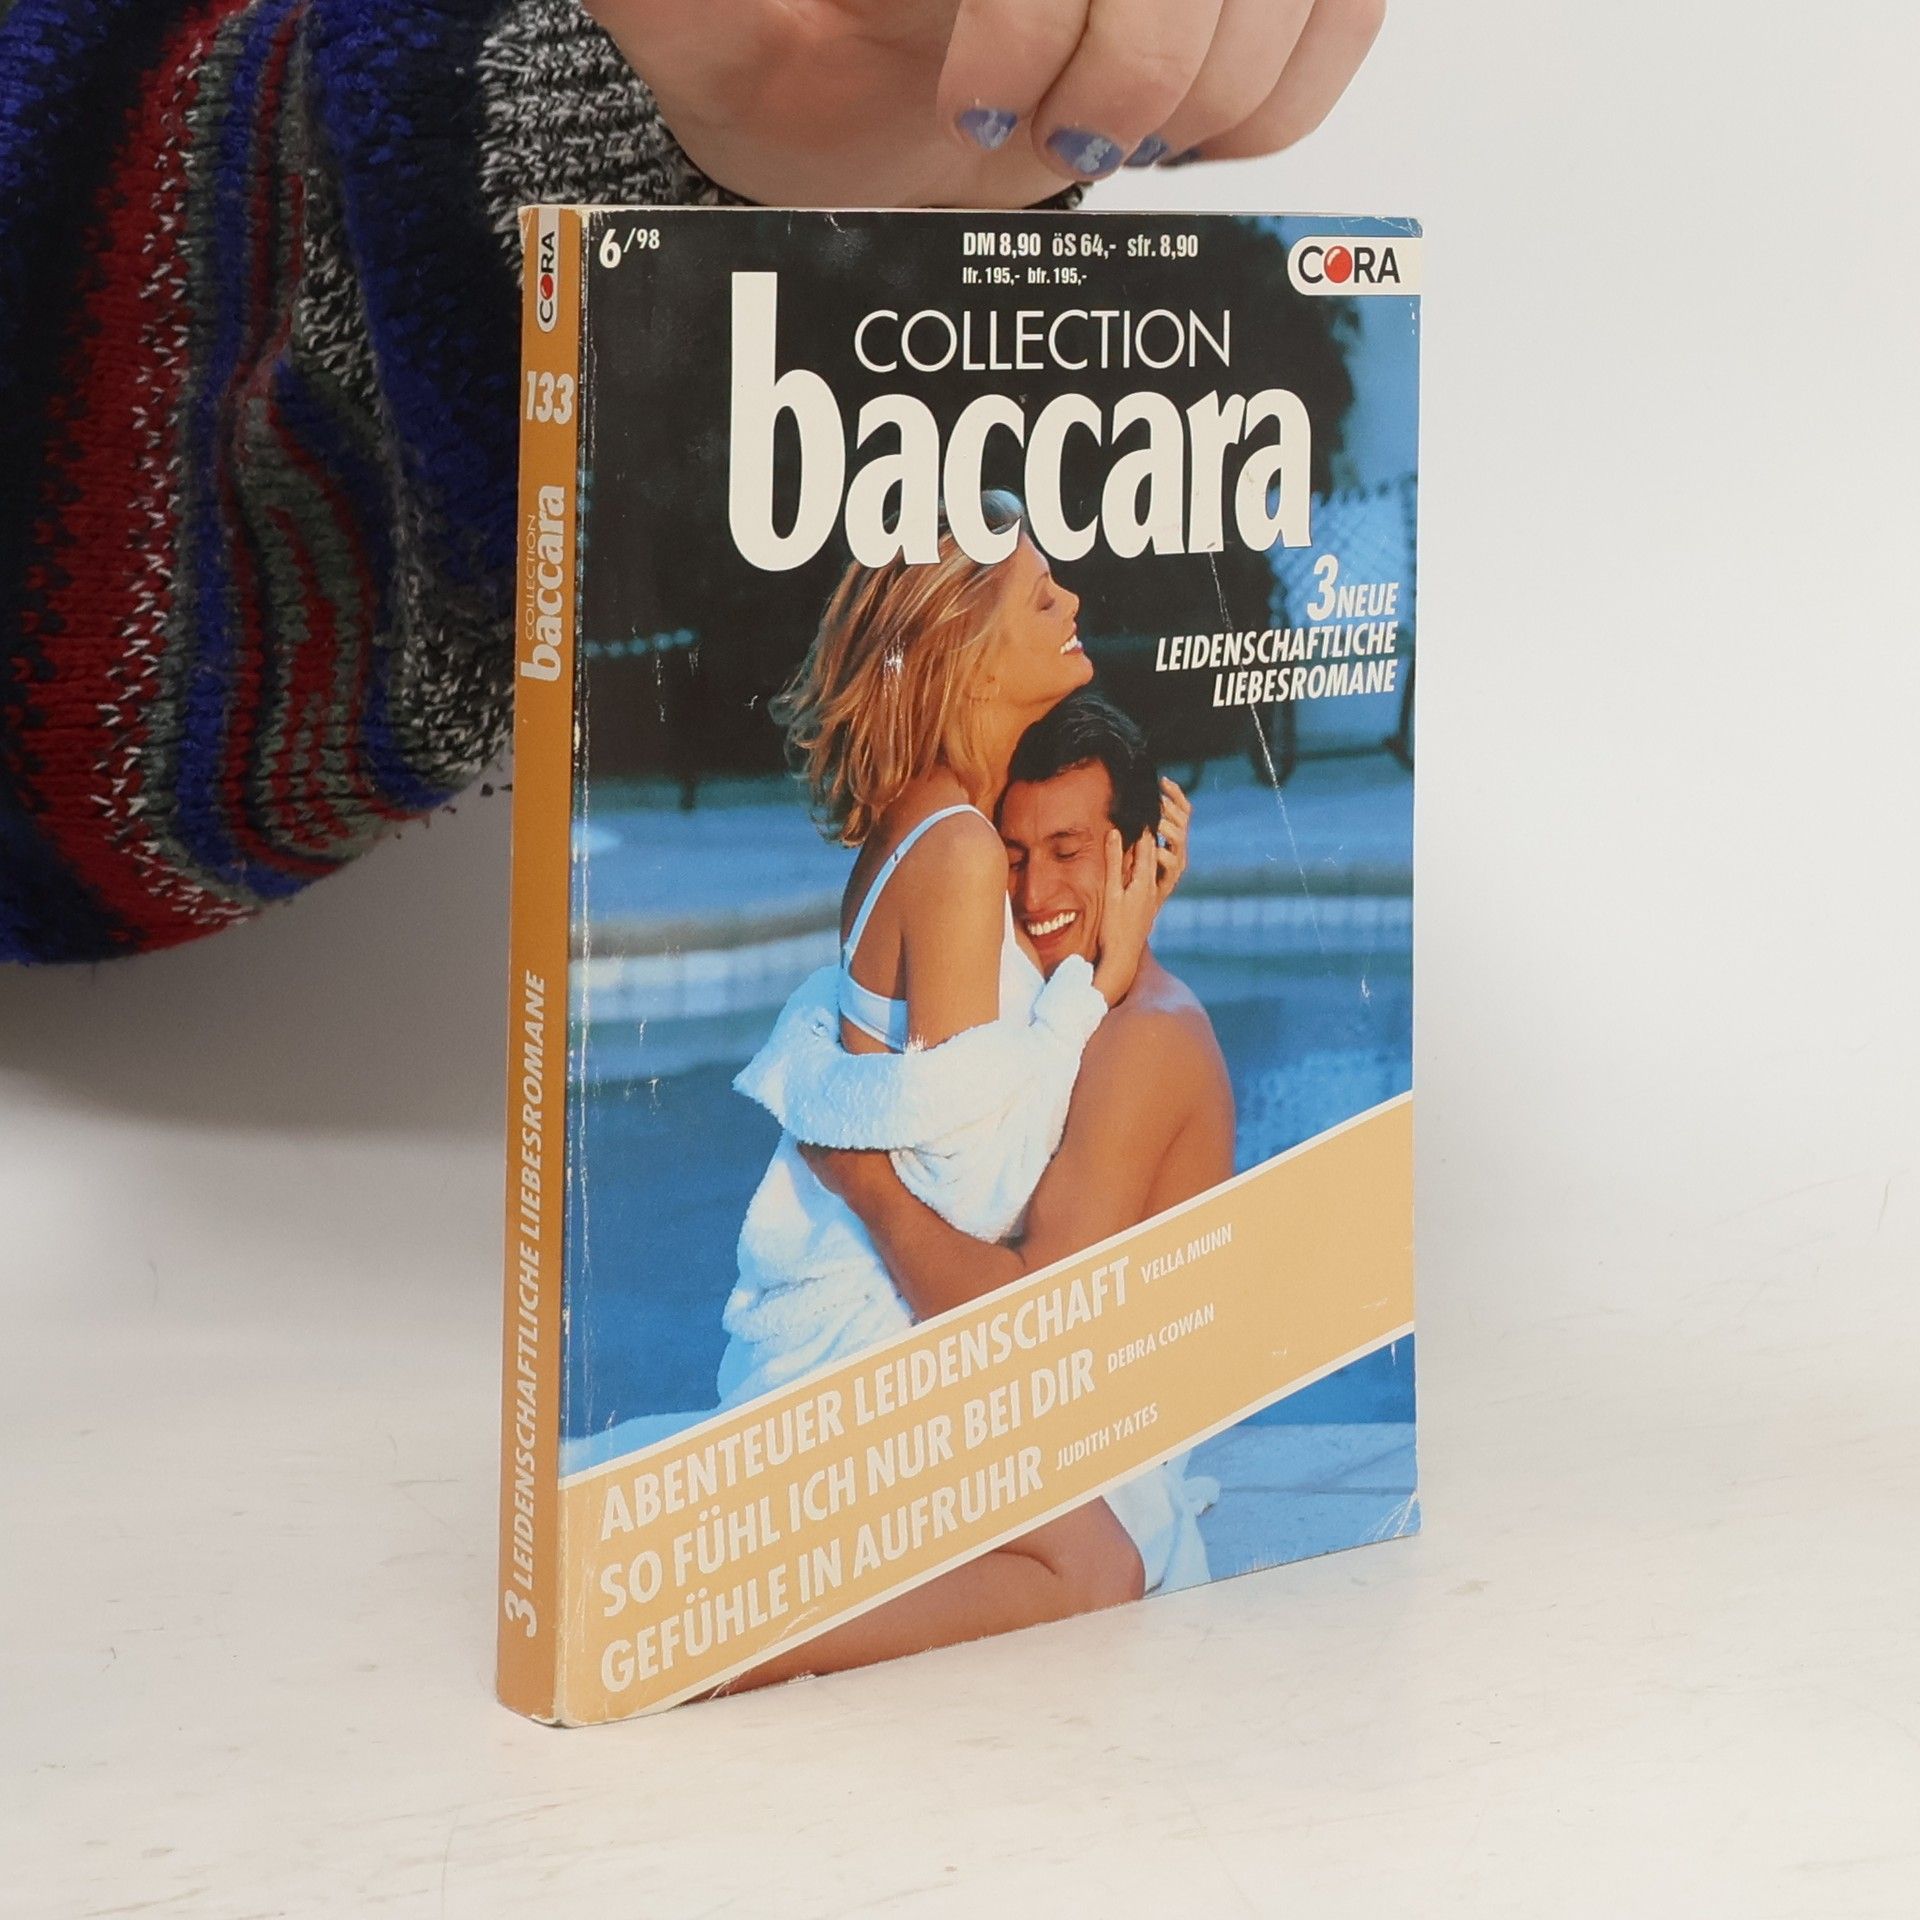 6/98
DM 8,90 öS 64,- sfr. 8,90
lfr. 195,- bfr. 195,-
CORA
COLLECTION
baccara
3 NEUE
LEIDENSCHAFTLICHE
LIEBESROMANE
ABENTEUER LEIDENSCHAFT VELLA MUNN
SO FÜHL ICH NUR BEI DIR DEBRA COWAN
GEFÜHLE IN AUFRUHR JUDITH YATES
CORA
133
COLLECTION
baccara
3 LEIDENSCHAFTLICHE LIEBESROMANE